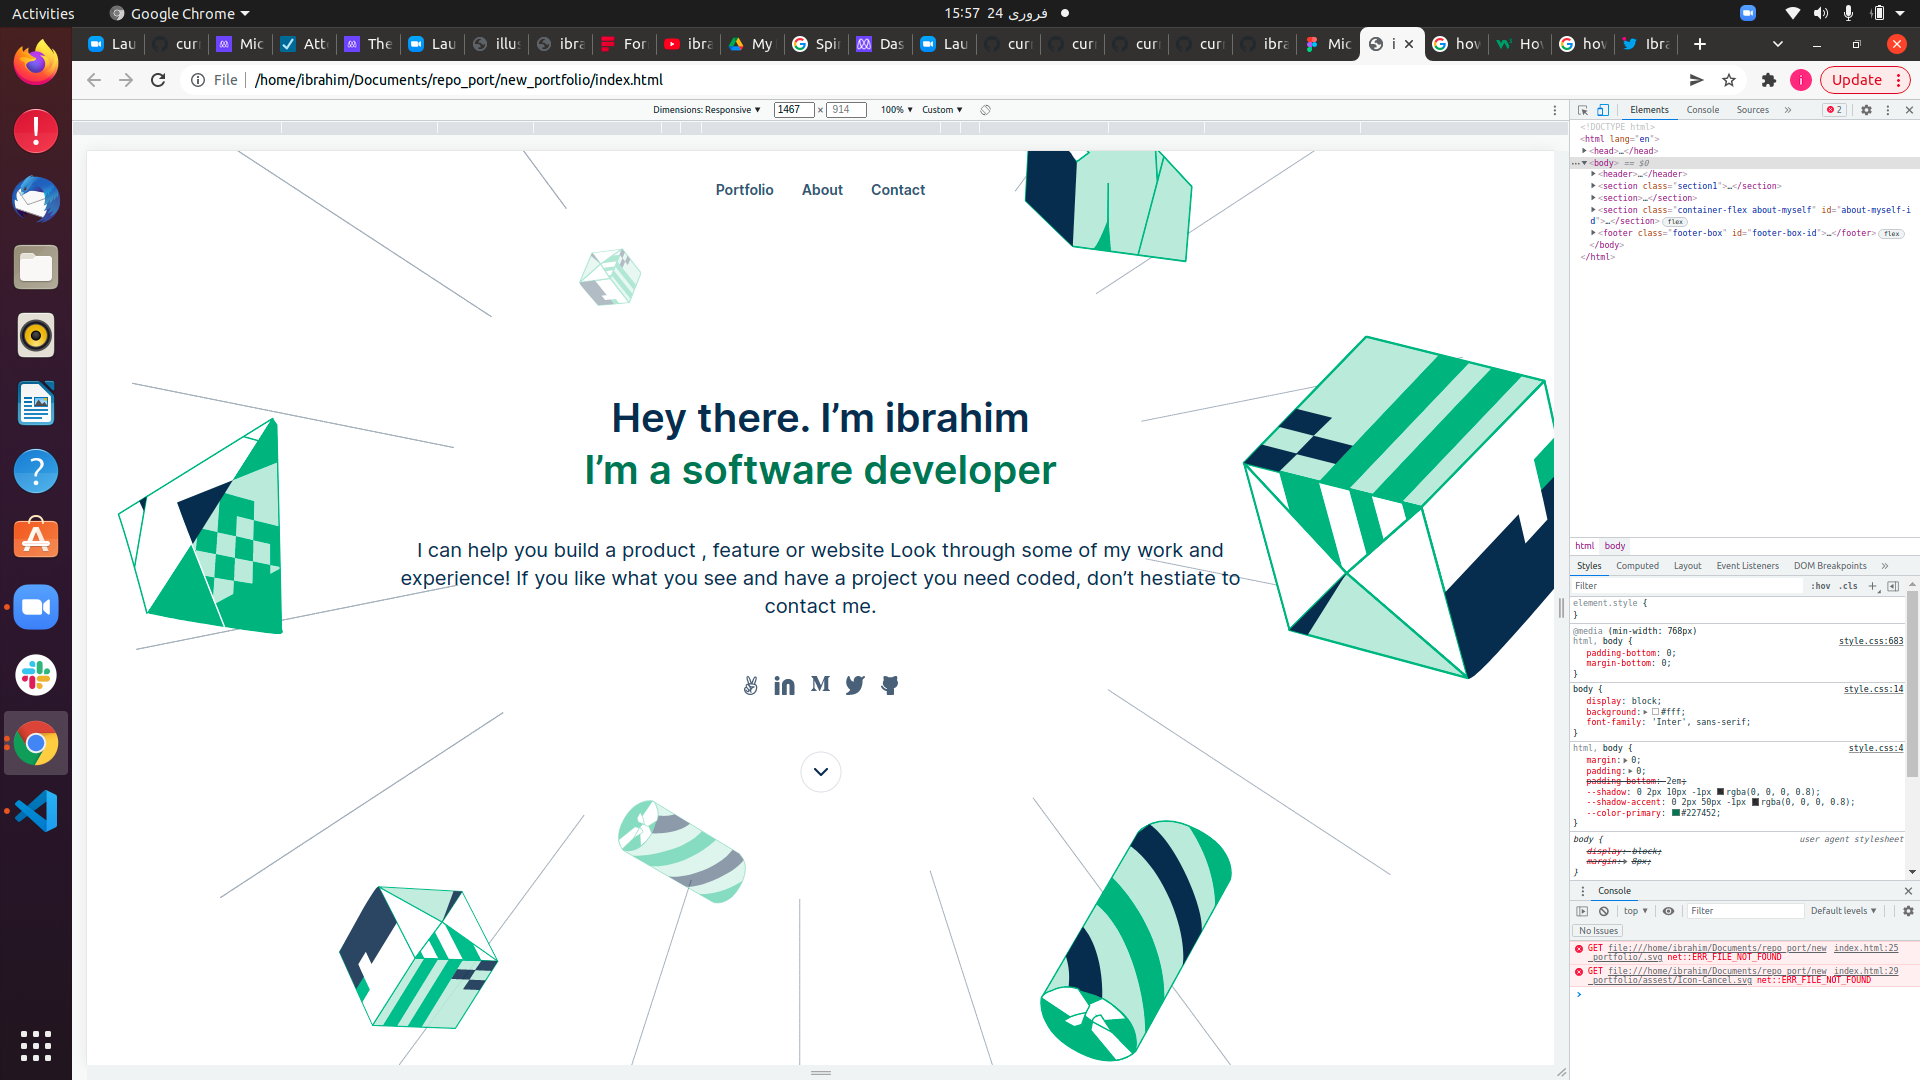 Activities
Google Chrome
15:57 24 فروری
Lau
curr
Mic
Atte
The
Lau
illus
ibra
For
ibra
My
Spir
Das
Lau
curr
curr
curr
curr
ibra
Mic
i
hov
Hov
hov
Ibra
File
/home/ibrahim/Documents/repo_port/new_portfolio/index.html
i
Update
Dimensions: Responsive
1467 × 914
100%
Custom
Portfolio
About
Contact
Hey there. I’m ibrahim
I’m a software developer
I can help you build a product , feature or website Look through some of my work and
experience! If you like what you see and have a project you need coded, don’t hestiate to
contact me.
Elements
Console
Sources
»
2
<!DOCTYPE html>
<html lang="en">
<head>…</head>
<body> == $0
<header>…</header>
<section class="section1">…</section>
<section>…</section>
<section class="container-flex about-myself" id="about-myself-i
d">…</section> flex
<footer class="footer-box" id="footer-box-id">…</footer> flex
</body>
</html>
html
body
Styles
Computed
Layout
Event Listeners
DOM Breakpoints
»
Filter
:hov
.cls
element.style {
}
@media (min-width: 768px)
html, body {
style.css:683
padding-bottom: 0;
margin-bottom: 0;
}
body {
style.css:14
display: block;
background: #fff;
font-family: 'Inter', sans-serif;
}
html, body {
style.css:4
margin: 0;
padding: 0;
padding-bottom: 2em;
--shadow: 0 2px 10px -1px rgba(0, 0, 0, 0.8);
--shadow-accent: 0 2px 50px -1px rgba(0, 0, 0, 0.8);
--color-primary: #227452;
}
body {
user agent stylesheet
display: block;
margin: 8px;
}
Console
top
Filter
Default levels
No Issues
GET file:///home/ibrahim/Documents/repo_port/new
index.html:25
_portfolio/.svg net::ERR_FILE_NOT_FOUND
GET file:///home/ibrahim/Documents/repo_port/new
index.html:29
_portfolio/assest/Icon-Cancel.svg net::ERR_FILE_NOT_FOUND